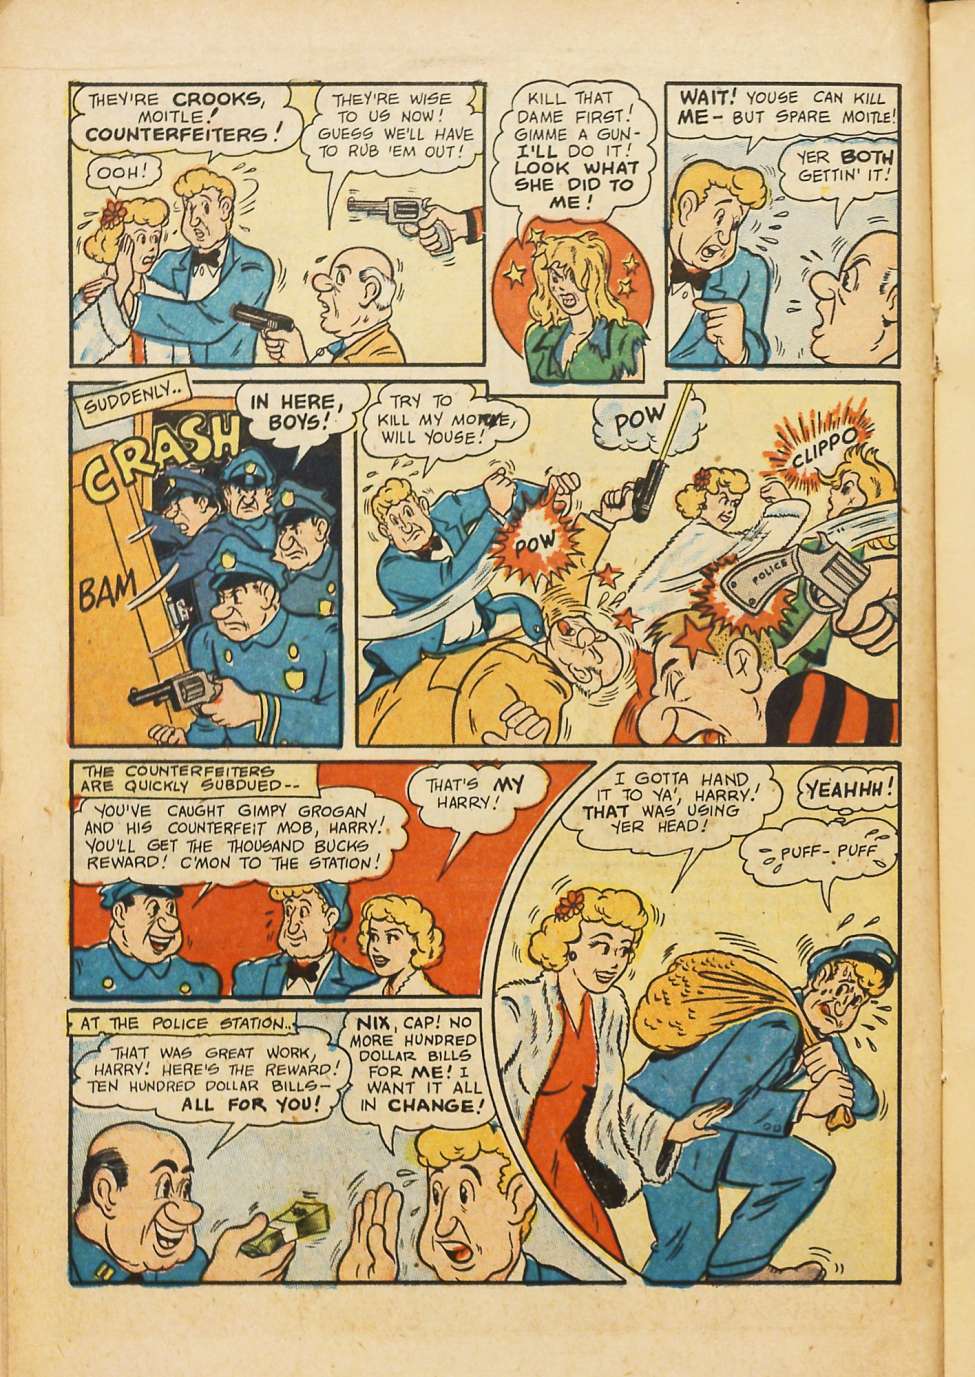 THEY'RE CROOKS,
MOITLE!
COUNTERFEITERS!
OOH!
THEY'RE WISE
TO US NOW!
GUESS WE'LL HAVE
TO RUB 'EM OUT!
KILL THAT
DAME FIRST!
GIMME A GUN-
I'LL DO IT!
LOOK WHAT
SHE DID TO
ME!
WAIT! YOUSE CAN KILL
ME- BUT SPARE MOITLE!
YER BOTH
GETTIN' IT!
SUDDENLY..
CRASH
IN HERE,
BOYS!
BAM
TRY TO
KILL MY MOITLE,
WILL YOUSE!
POW
POW
CLIPPO
POLICE
THE COUNTERFEITERS
ARE QUICKLY SUBDUED--
YOU'VE CAUGHT GIMPY GROGAN
AND HIS COUNTERFEIT MOB, HARRY!
YOU'LL GET THE THOUSAND BUCKS
REWARD! C'MON TO THE STATION!
THAT'S MY
HARRY!
AT THE POLICE STATION..
THAT WAS GREAT WORK,
HARRY! HERE'S THE REWARD!
TEN HUNDRED DOLLAR BILLS-
ALL FOR YOU!
NIX, CAP! NO
MORE HUNDRED
DOLLAR BILLS
FOR ME! I
WANT IT ALL
IN CHANGE!
I GOTTA HAND
IT TO YA', HARRY!
THAT WAS USING
YER HEAD!
YEAHHH!
PUFF-PUFF